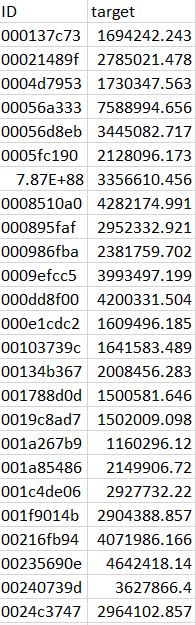 ID target
000137c73 1694242.243
00021489f 2785021.478
0004d7953 1730347.563
00056a333 7588994.656
00056d8eb 3445082.717
0005fc190 2128096.173
7.87E+88 3356610.456
0008510a0 4282174.991
000895faf 2952332.921
000986fba 2381759.702
0009efcc5 3993497.199
000dd8f00 4200331.504
000e1cdc2 1609496.185
00103739c 1641583.489
00134b367 2008456.283
001788d0d 1500581.646
0019c8ad7 1502009.098
001a267b9 1160296.12
001a85486 2149906.72
001c4de06 2927732.22
001f9014b 2904388.857
00216fb94 4071986.166
00235690e 4642418.14
00240739d 3627866.4
0024c3747 2964102.857